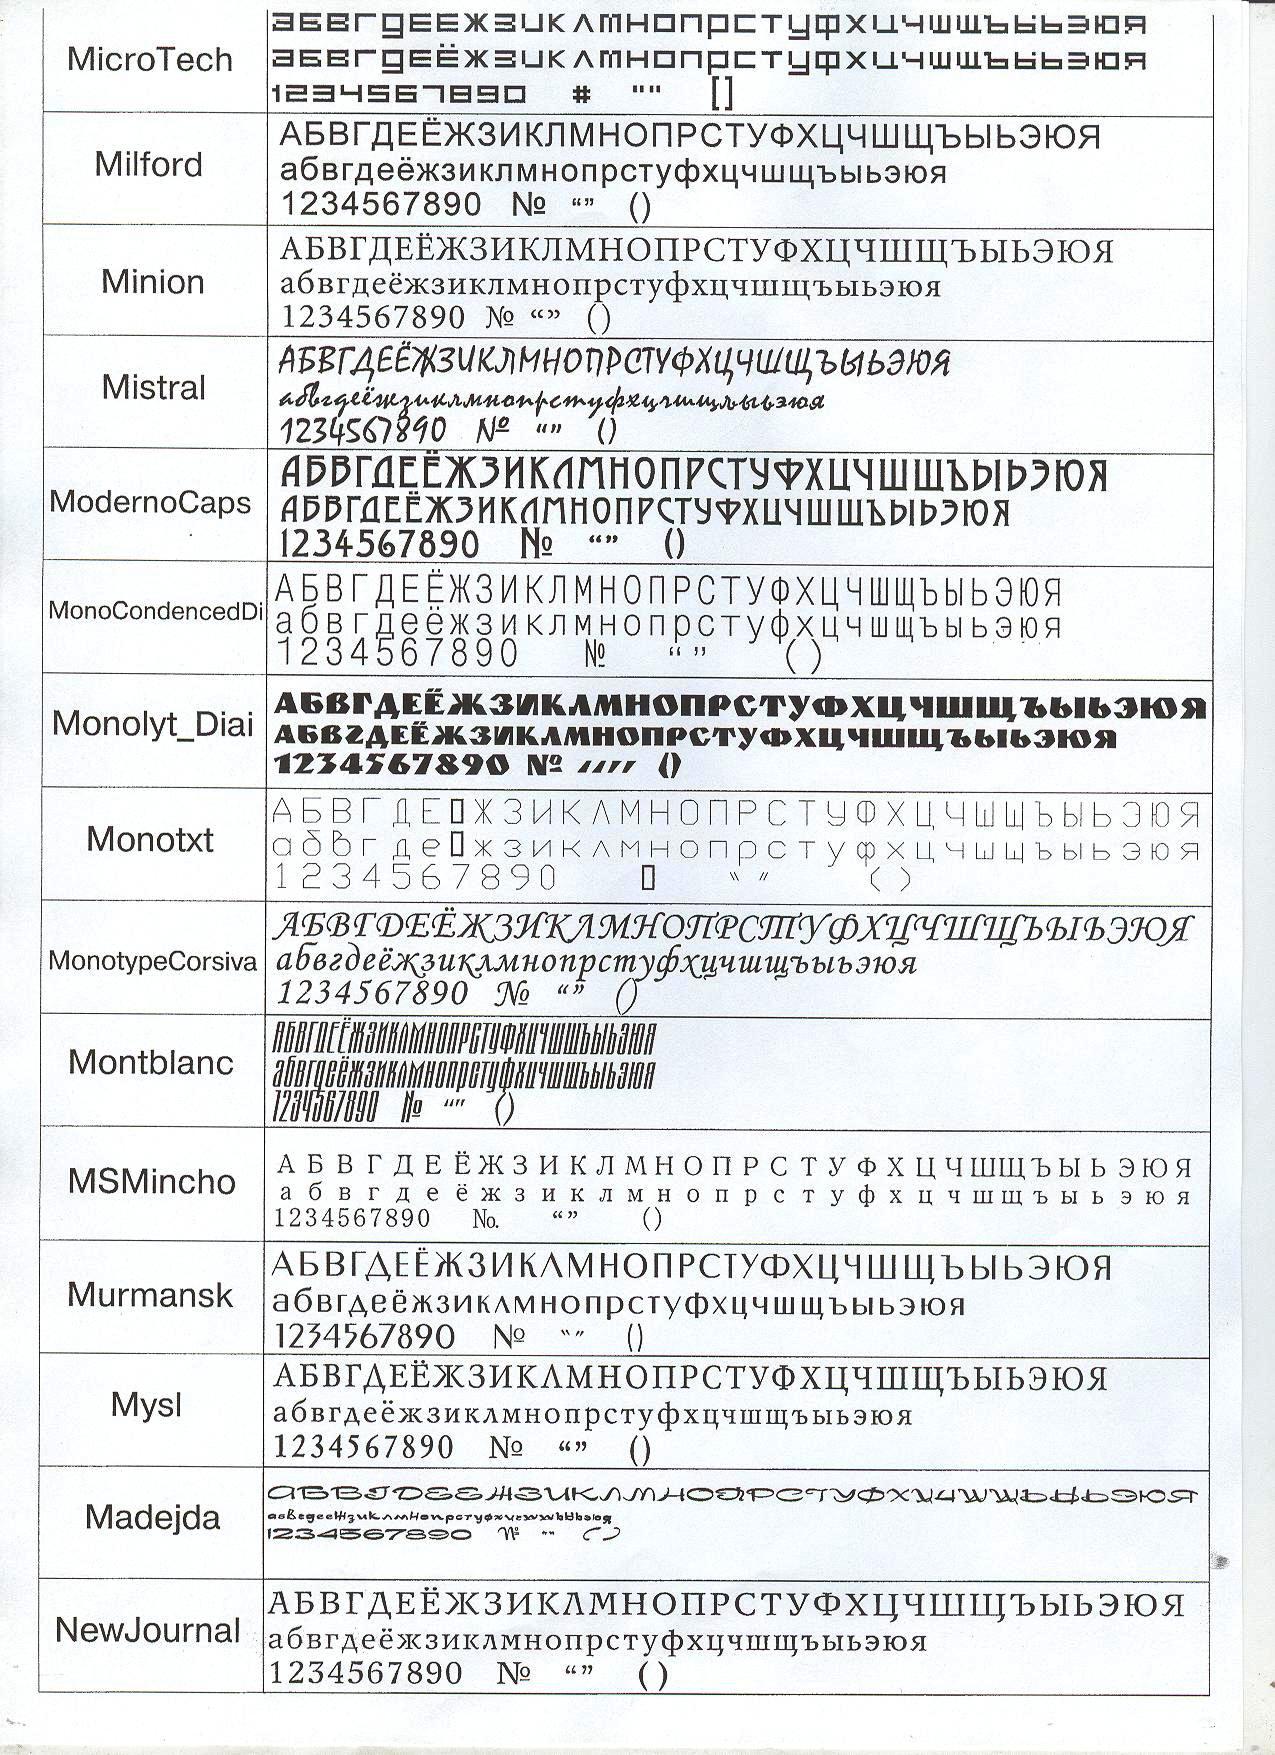 MicroTech
АБВГДЕЁЖЗИКЛМНОПРСТУФХЦЧШЩЪЫЬЭЮЯ
абвгдеёжзиклмнопрстуфхцчшщъыьэюя
1234567890 # "" []
Milford
АБВГДЕЁЖЗИКЛМНОПРСТУФХЦЧШЩЪЫЬЭЮЯ
абвгдеёжзиклмнопрстуфхцчшщъыьэюя
1234567890 № “” ()
Minion
АБВГДЕЁЖЗИКЛМНОПРСТУФХЦЧШЩЪЫЬЭЮЯ
абвгдеёжзиклмнопрстуфхцчшщъыьэюя
1234567890 № “” ()
Mistral
АБВГДЕЁЖЗИКЛМНОПРСТУФХЦЧШЩЪЫЬЭЮЯ
абвгдеёжзиклмнопрстуфхцчшщъыьэюя
1234567890 № “” ()
ModernoCaps
АБВГДЕЁЖЗИКЛМНОПРСТУФХЦЧШЩЪЫЬЭЮЯ
АБВГДЕЁЖЗИКЛМНОПРСТУФХЦЧШЩЪЫЬЭЮЯ
1234567890 № “” ()
MonoCondencedDi
АБВГДЕЁЖЗИКЛМНОПРСТУФХЦЧШЩЪЫЬЭЮЯ
абвгдеёжзиклмнопрстуфхцчшщъыьэюя
1234567890 № “” ()
Monolyt_Diai
АБВГДЕЁЖЗИКЛМНОПРСТУФХЦЧШЩЪЫЬЭЮЯ
АБВГДЕЁЖЗИКЛМНОПРСТУФХЦЧШЩЪЫЬЭЮЯ
1234567890 № "" ()
Monotxt
АБВГДЕ▯ЖЗИКЛМНОПРСТУФХЦЧШЩЪЫЬЭЮЯ
абвгде▯жзиклмнопрстуфхцчшщъыьэюя
1234567890 ▯ “” ()
MonotypeCorsiva
АБВГДЕЁЖЗИКЛМНОПРСТУФХЦЧШЩЪЫЬЭЮЯ
абвгдеёжзиклмнопрстуфхцчшщъыьэюя
1234567890 № “” ()
Montblanc
АБВГДЕЁЖЗИКЛМНОПРСТУФХЦЧШЩЪЫЬЭЮЯ
абвгдеёжзиклмнопрстуфхцчшщъыьэюя
1234567890 № “” ()
MSMincho
АБВГДЕЁЖЗИКЛМНОПРСТУФХЦЧШЩЪЫЬЭЮЯ
абвгдеёжзиклмнопрстуфхцчшщъыьэюя
1234567890 №. “” ()
Murmansk
АБВГДЕЁЖЗИКЛМНОПРСТУФХЦЧШЩЪЫЬЭЮЯ
абвгдеёжзиклмнопрстуфхцчшщъыьэюя
1234567890 № “” ()
Mysl
АБВГДЕЁЖЗИКЛМНОПРСТУФХЦЧШЩЪЫЬЭЮЯ
абвгдеёжзиклмнопрстуфхцчшщъыьэюя
1234567890 № “” ()
Madejda
АБВГДЕЕЖЗИКЛМНОПРСТУФХЦЧШЩЪЫЬЭЮЯ
абвгдеежзиклмнопрстуфхцчшщъыьэюя
1234567890 № “” ()
NewJournal
АБВГДЕЁЖЗИКЛМНОПРСТУФХЦЧШЩЪЫЬЭЮЯ
абвгдеёжзиклмнопрстуфхцчшщъыьэюя
1234567890 № “” ()